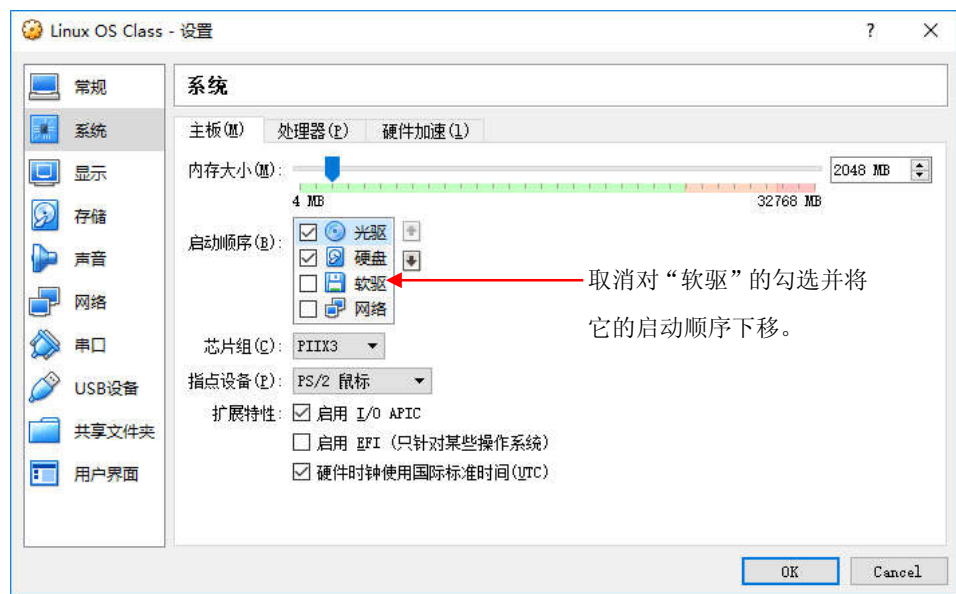 Linux OS Class - 设置
?
常规
系统
显示
存储
声音
网络
串口
USB设备
共享文件夹
用户界面
系统
主板(M) 处理器(P) 硬件加速(l)
内存大小(M): 2048 MB
4 MB 32768 MB
启动顺序(B):
光驱
硬盘
软驱
网络
取消对“软驱”的勾选并将
它的启动顺序下移。
芯片组(C): PIIX3
指点设备(P): PS/2 鼠标
扩展特性: 启用 I/O APIC
启用 EFI (只针对某些操作系统)
硬件时钟使用国际标准时间(UTC)
OK Cancel